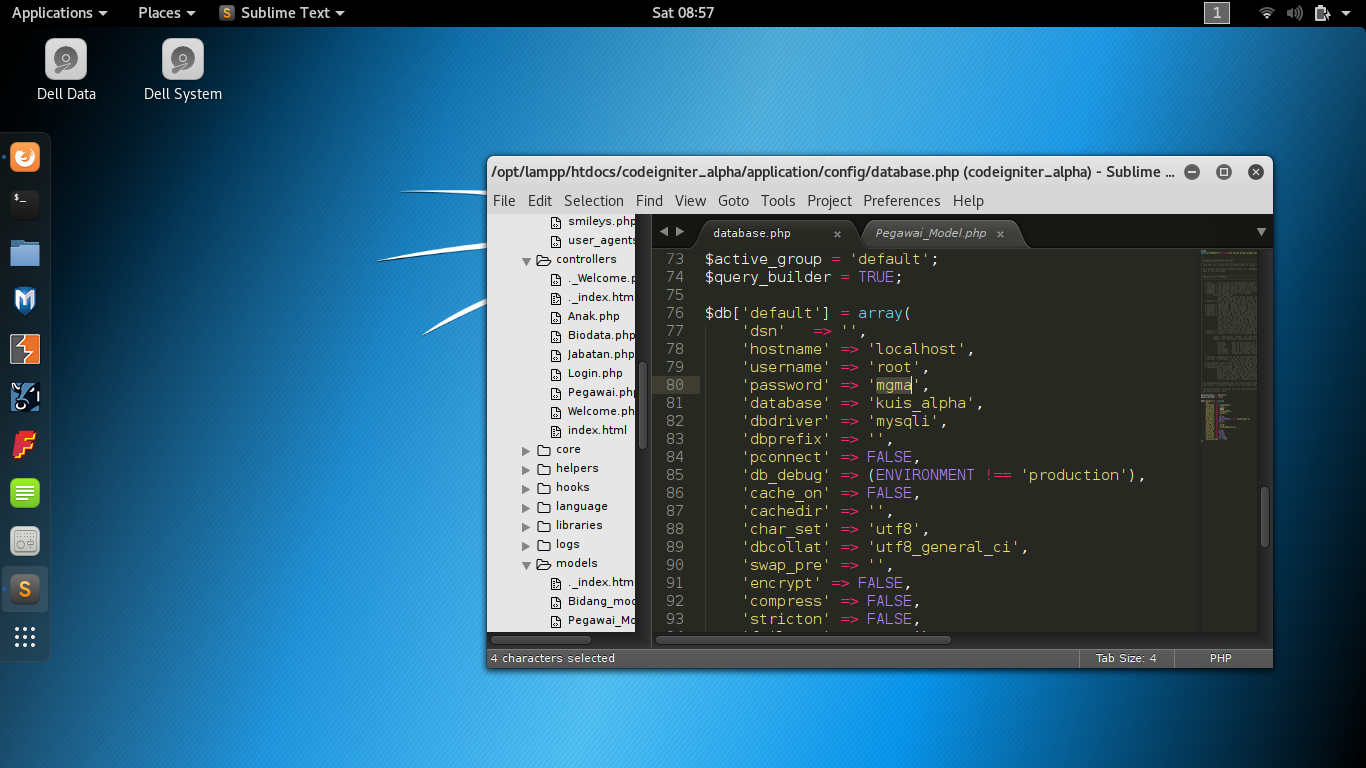 Applications Places Sublime Text Sat 08:57 1
Dell Data Dell System
/opt/lampp/htdocs/codeigniter_alpha/application/config/database.php (codeigniter_alpha) - Sublime ...
File Edit Selection Find View Goto Tools Project Preferences Help
smileys.php
user_agents
controllers
._Welcome.p
._index.htm
Anak.php
Biodata.php
Jabatan.php
Login.php
Pegawai.php
Welcome.ph
index.html
core
helpers
hooks
language
libraries
logs
models
._index.htm
Bidang_mod
Pegawai_Mo
database.php × Pegawai_Model.php ×
73 $active_group = 'default';
74 $query_builder = TRUE;
75
76 $db['default'] = array(
77 'dsn' => '',
78 'hostname' => 'localhost',
79 'username' => 'root',
80 'password' => 'mgma',
81 'database' => 'kuis_alpha',
82 'dbdriver' => 'mysqli',
83 'dbprefix' => '',
84 'pconnect' => FALSE,
85 'db_debug' => (ENVIRONMENT !== 'production'),
86 'cache_on' => FALSE,
87 'cachedir' => '',
88 'char_set' => 'utf8',
89 'dbcollat' => 'utf8_general_ci',
90 'swap_pre' => '',
91 'encrypt' => FALSE,
92 'compress' => FALSE,
93 'stricton' => FALSE,
4 characters selected Tab Size: 4 PHP